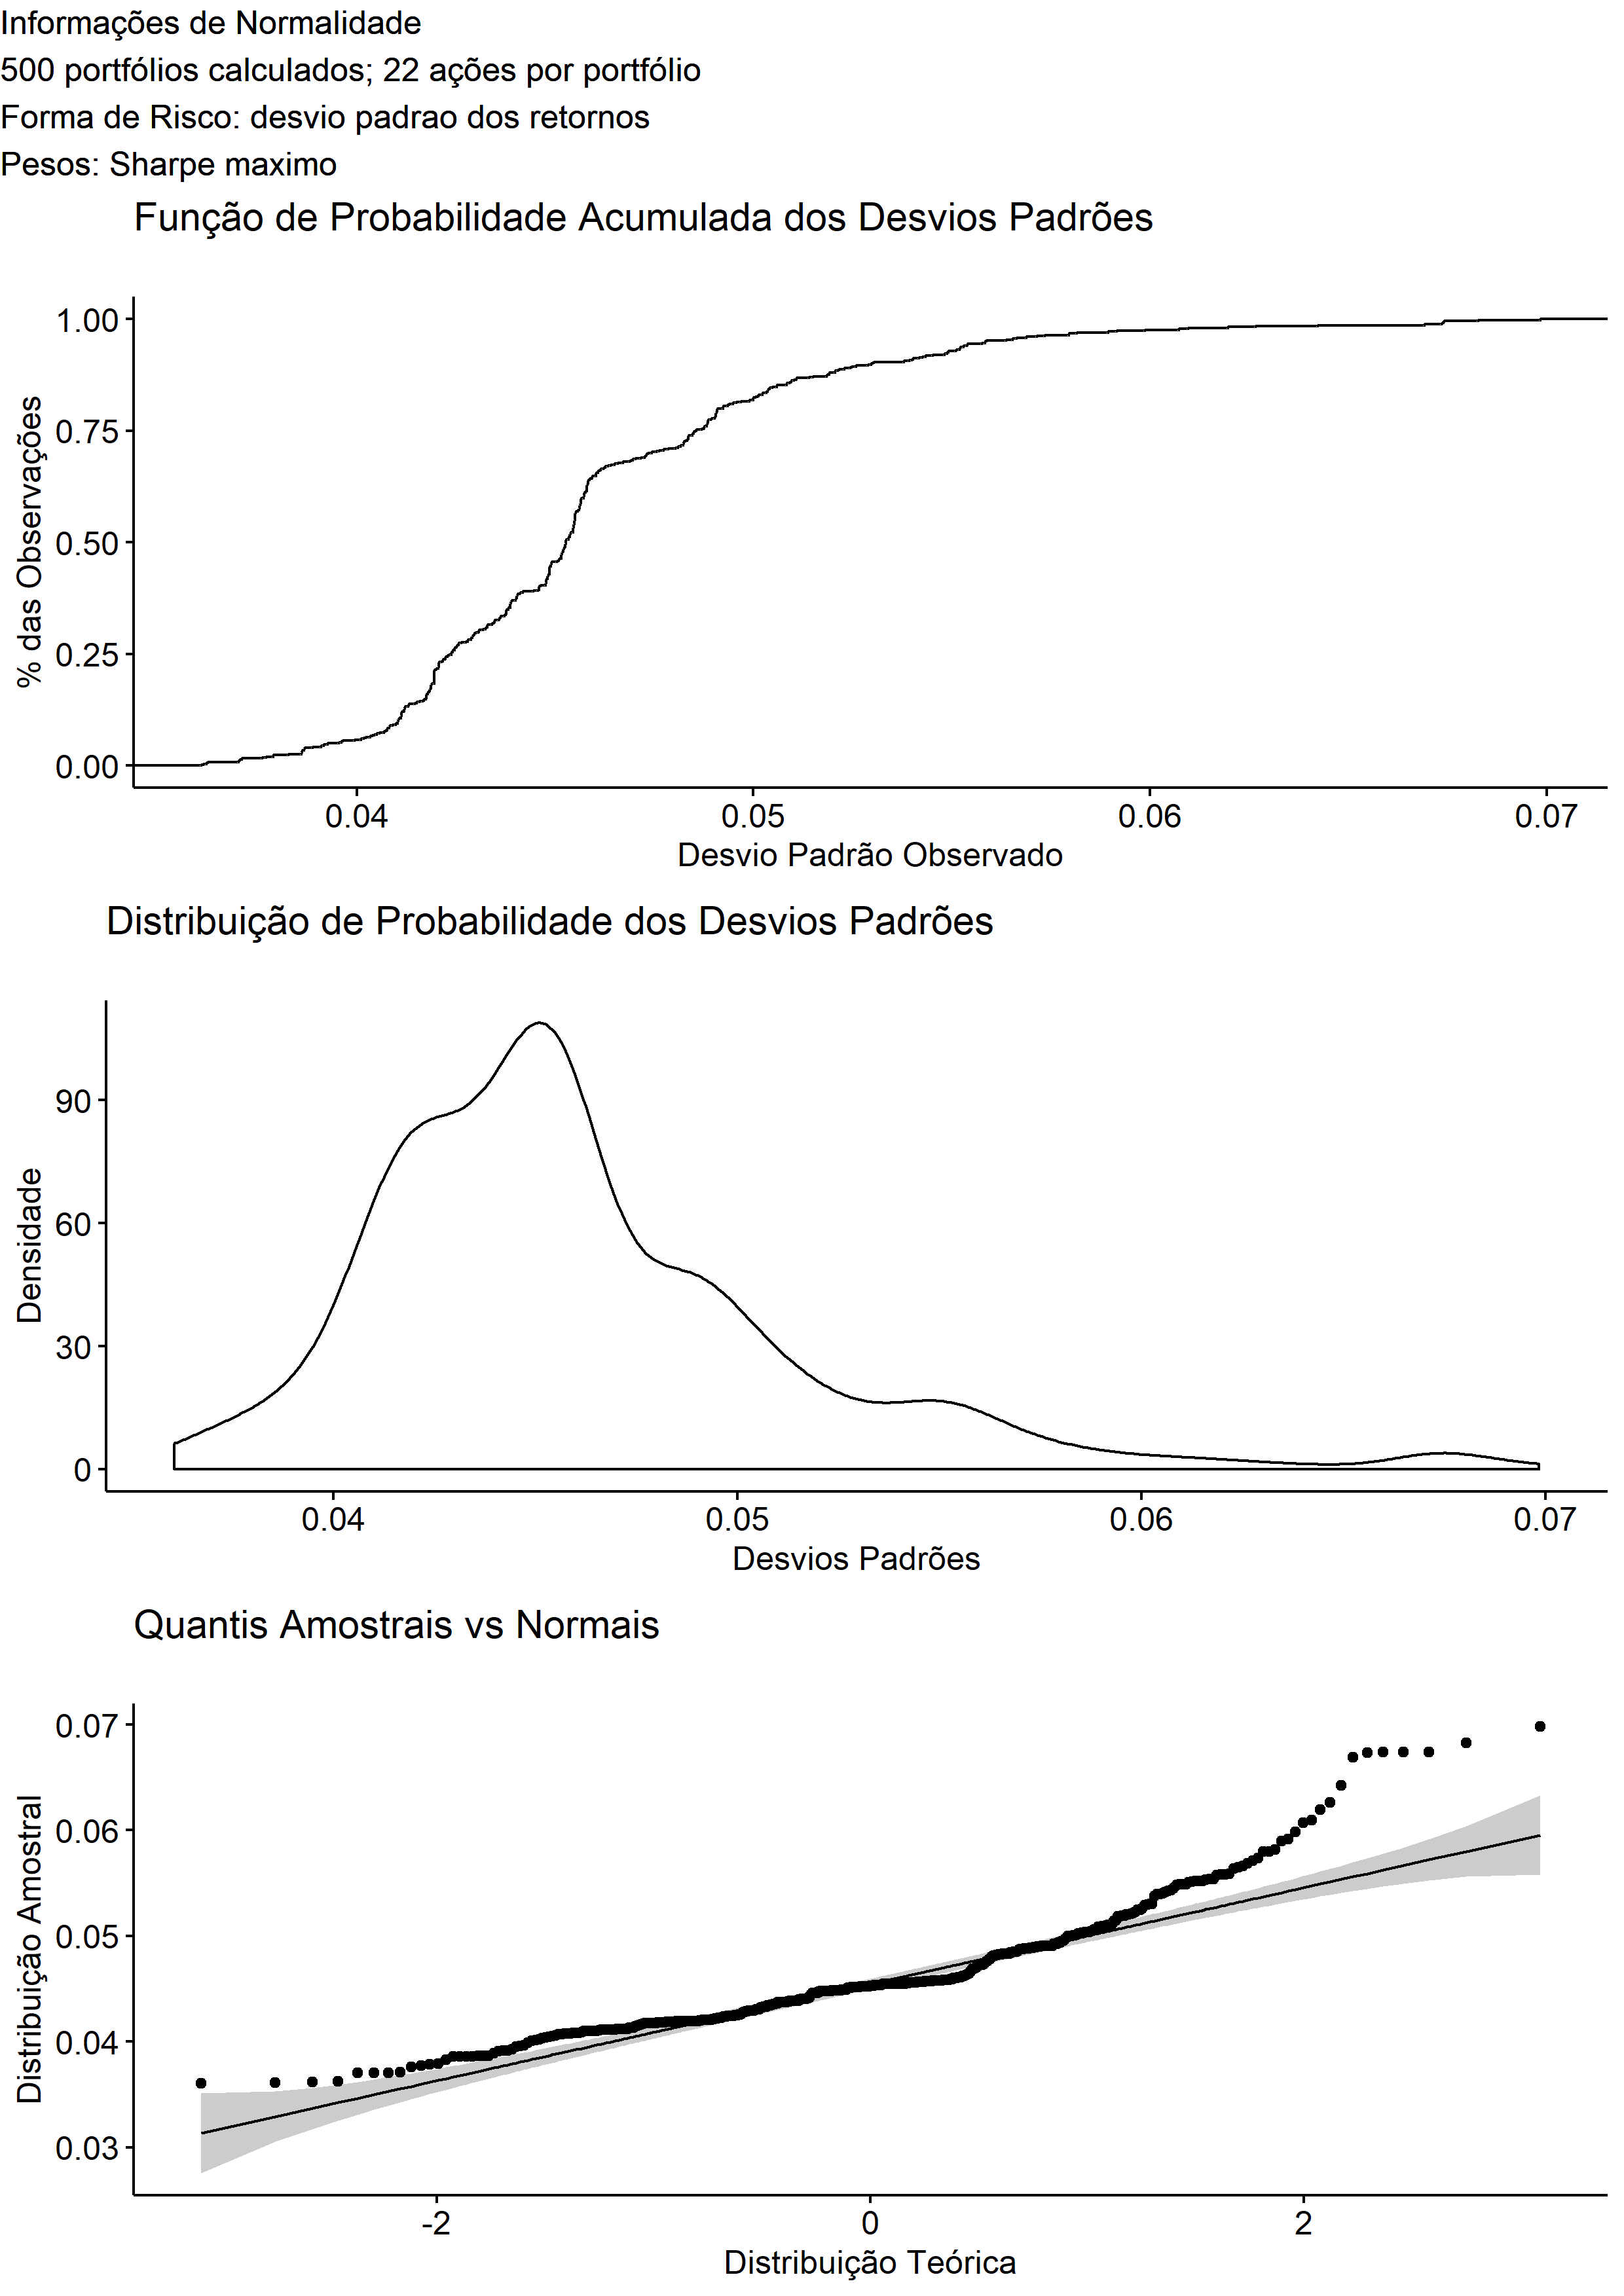 Informações de Normalidade
500 portfólios calculados; 22 ações por portfólio
Forma de Risco: desvio padrao dos retornos
Pesos: Sharpe maximo
Função de Probabilidade Acumulada dos Desvios Padrões
% das Observações
1.00
0.75
0.50
0.25
0.00
0.04 0.05 0.06 0.07
Desvio Padrão Observado
Distribuição de Probabilidade dos Desvios Padrões
Densidade
90
60
30
0
0.04 0.05 0.06 0.07
Desvios Padrões
Quantis Amostrais vs Normais
Distribuição Amostral
0.07
0.06
0.05
0.04
0.03
-2 0 2
Distribuição Teórica